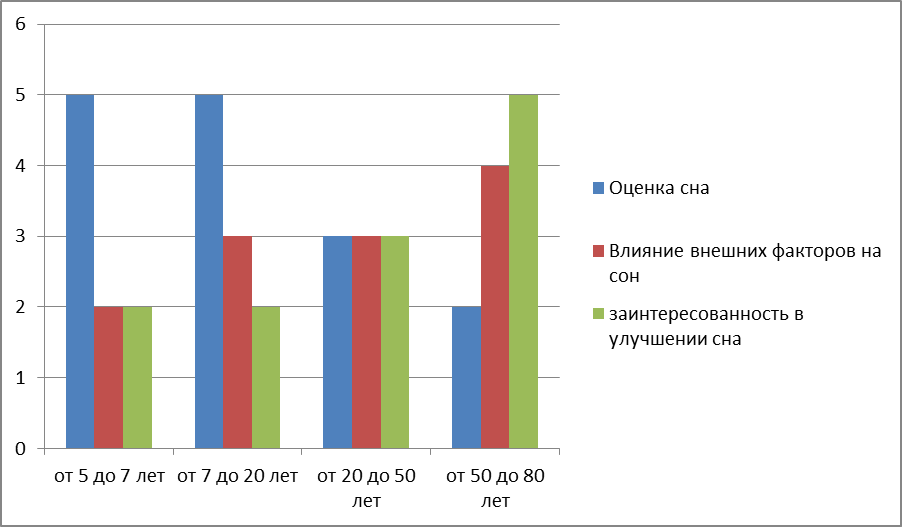 6
5
4
3
2
1
0
от 5 до 7 лет
от 7 до 20 лет
от 20 до 50
лет
от 50 до 80
лет
Оценка сна
Влияние внешних факторов на
сон
заинтересованность в
улучшении сна